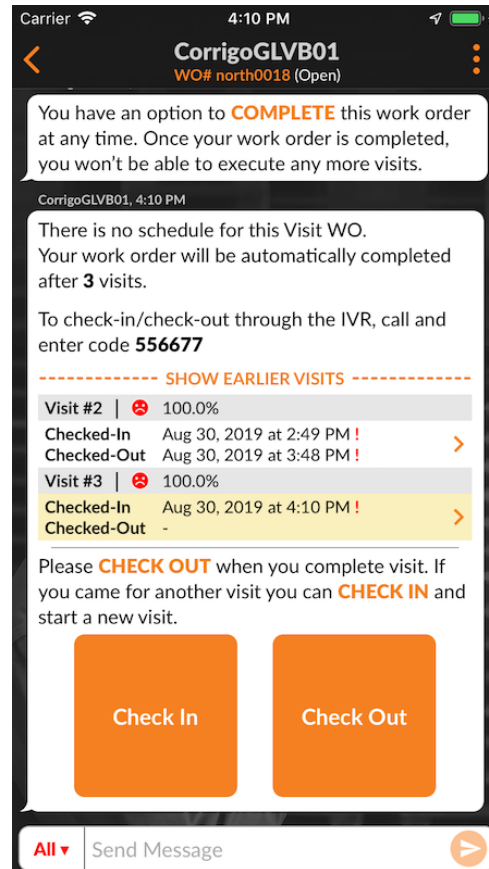 Carrier 4:10 PM
CorrigoGLVB01
WO# north0018 (Open)
You have an option to COMPLETE this work order
at any time. Once your work order is completed,
you won't be able to execute any more visits.
CorrigoGLVB01, 4:10 PM
There is no schedule for this Visit WO.
Your work order will be automatically completed
after 3 visits.
To check-in/check-out through the IVR, call and
enter code 556677
------------- SHOW EARLIER VISITS -------------
Visit #2 | 100.0%
Checked-In Aug 30, 2019 at 2:49 PM !
Checked-Out Aug 30, 2019 at 3:48 PM !
Visit #3 | 100.0%
Checked-In Aug 30, 2019 at 4:10 PM !
Checked-Out -
Please CHECK OUT when you complete visit. If
you came for another visit you can CHECK IN and
start a new visit.
Check In Check Out
All ▾ Send Message